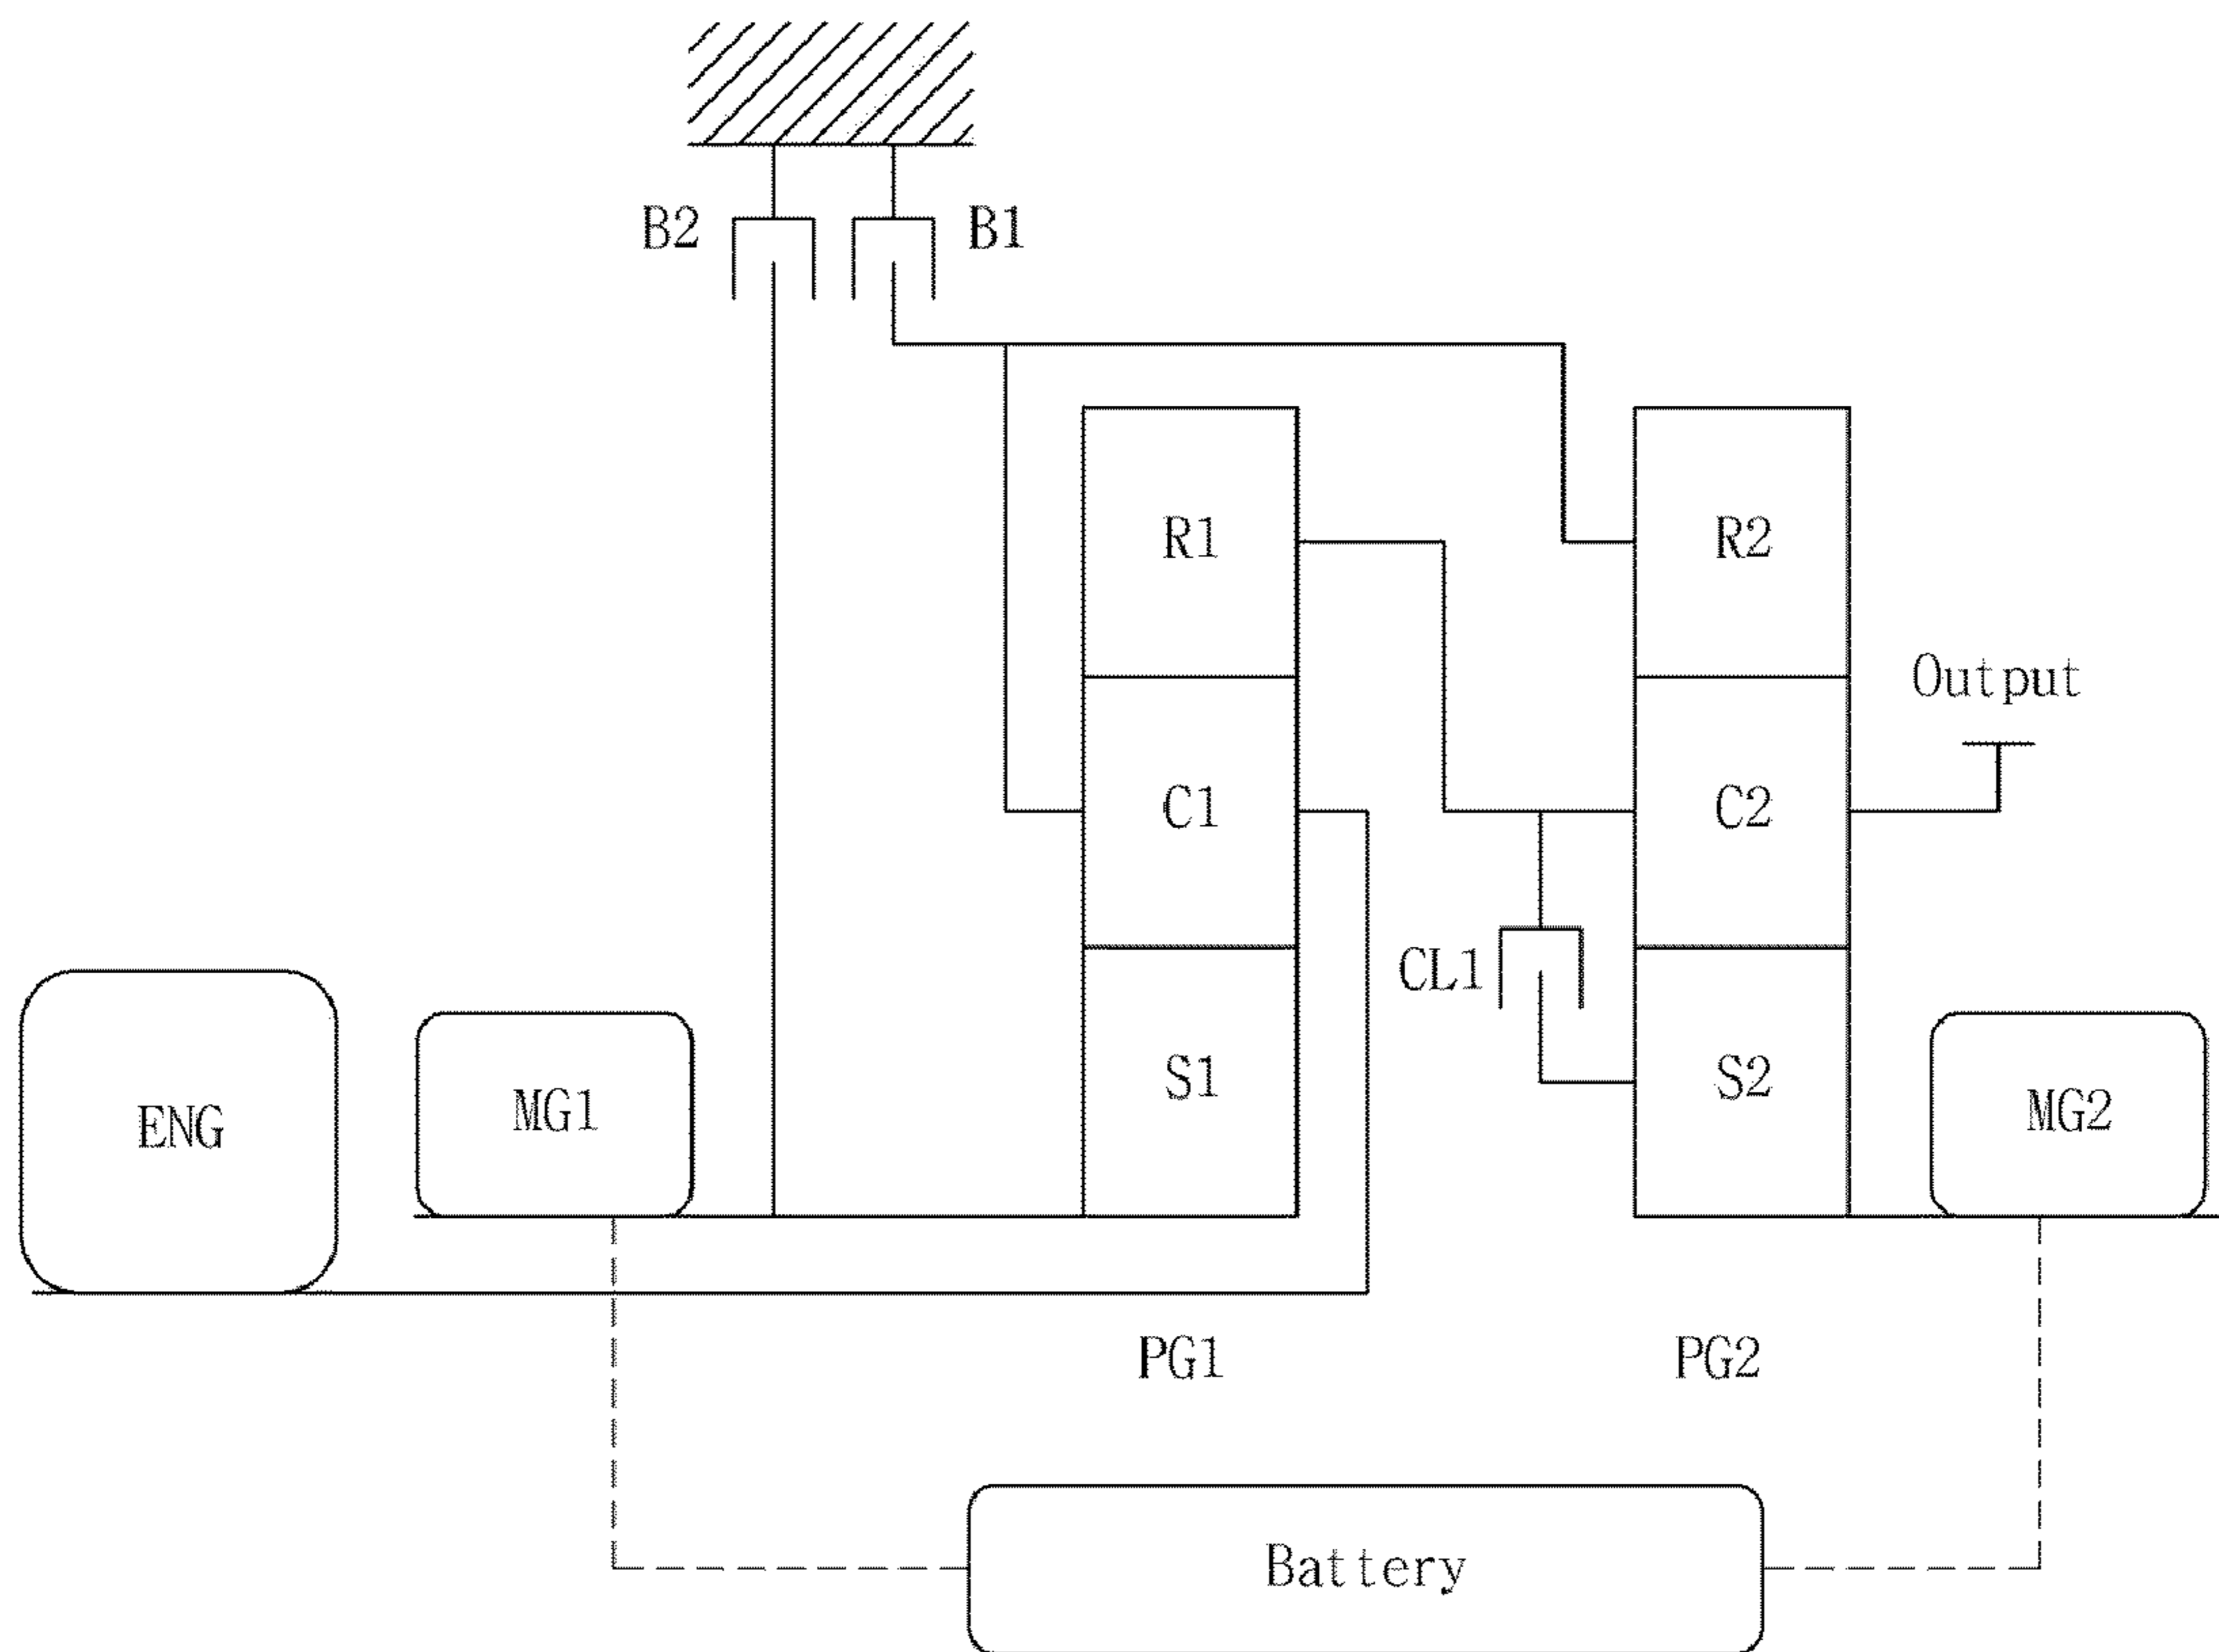 B2
B1
R1
R2
Output
C1
C2
CL1
S1
S2
ENG
MG1
MG2
PG1
PG2
Battery